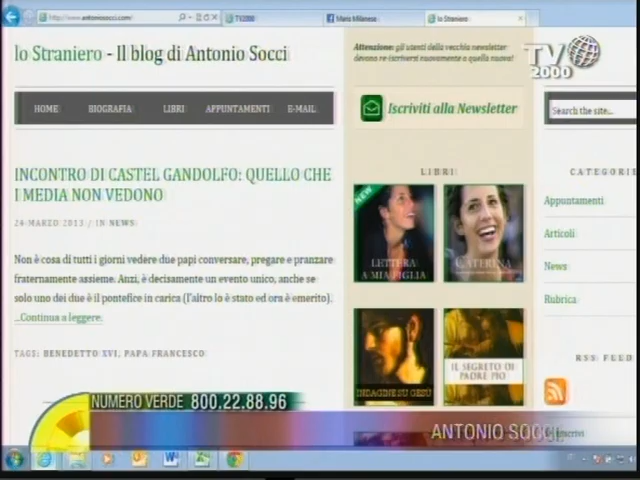 http://www.antoniosocci.com/
TV2000
Mario Milanese
lo Straniero
lo Straniero - Il blog di Antonio Socci
Attenzione: gli utenti della vecchia newsletter
devono re-iscriversi nuovamente a quella nuova!
TV
2000
HOME BIOGRAFIA LIBRI APPUNTAMENTI E-MAIL
Iscriviti alla Newsletter
Search the site...
INCONTRO DI CASTEL GANDOLFO: QUELLO CHE
I MEDIA NON VEDONO
24 MARZO 2013 / IN NEWS
Non è cosa di tutti i giorni vedere due papi conversare, pregare e pranzare
fraternamente assieme. Anzi, è decisamente un evento unico, anche se
solo uno dei due è il pontefice in carica (l'altro lo è stato ed ora è emerito).
...Continua a leggere.
TAGS: BENEDETTO XVI, PAPA FRANCESCO
LIBRI
NEW
LETTERA
A MIA FIGLIA
CATERINA
INDAGINE SU GESÙ
IL SEGRETO DI
PADRE PIO
CATEGORIE
Appuntamenti
Articoli
News
Rubrica
RSS FEED
Iscrivi
NUMERO VERDE 800.22.88.96
ANTONIO SOCCI